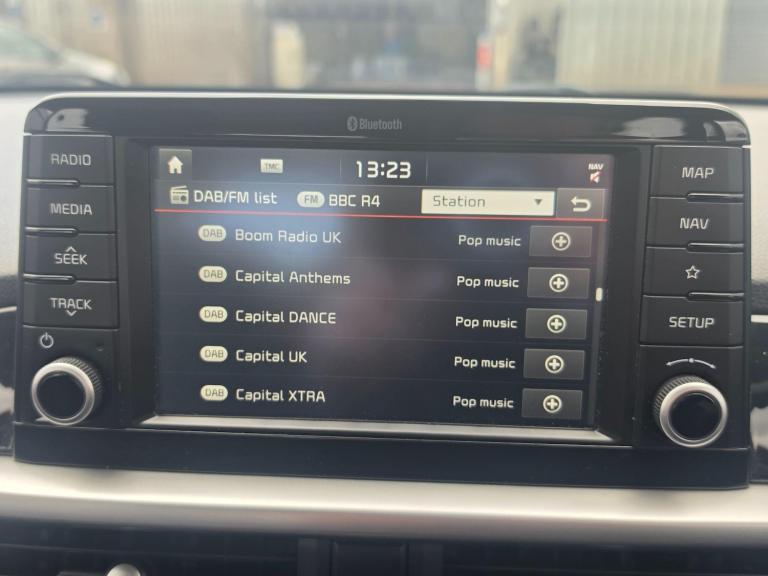 Bluetooth
RADIO
MEDIA
SEEK
TRACK
TMC 13:23 NAV
DAB/FM list FM BBC R4 Station
DAB Boom Radio UK Pop music
DAB Capital Anthems Pop music
DAB Capital DANCE Pop music
DAB Capital UK Pop music
DAB Capital XTRA Pop music
MAP
NAV
SETUP